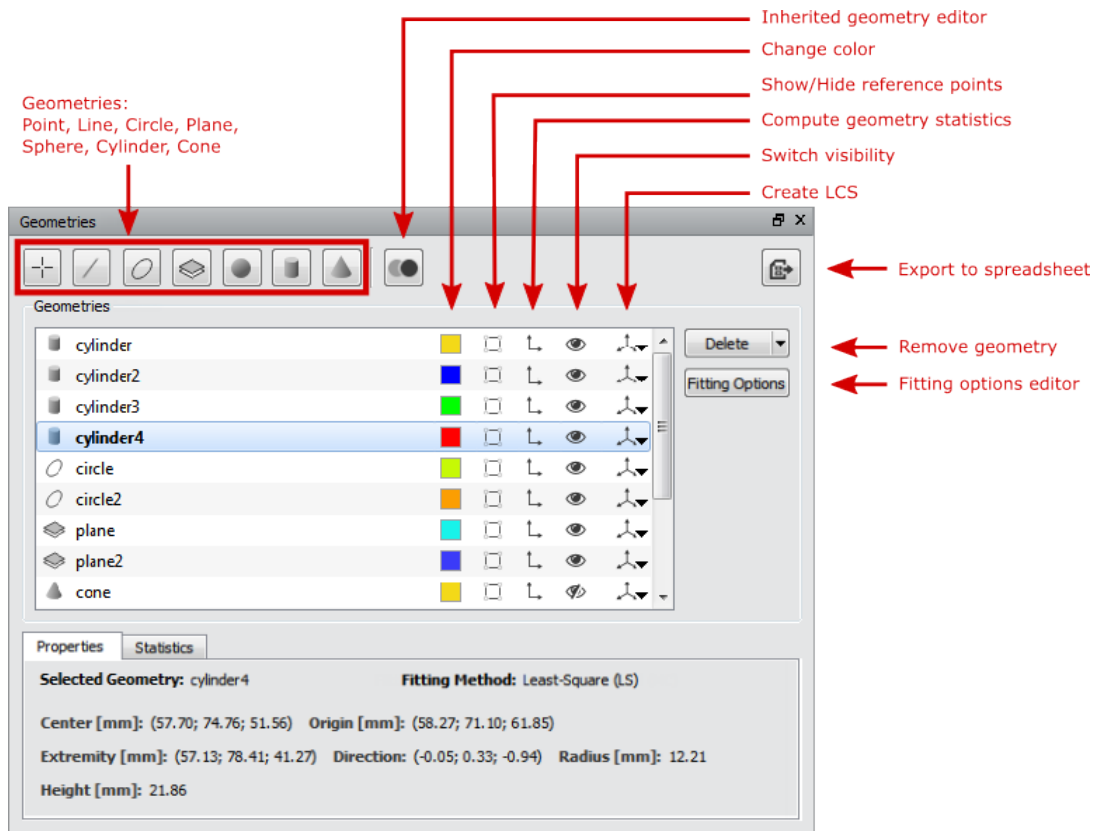 Inherited geometry editor
Change color
Show/Hide reference points
Geometries:
Point, Line, Circle, Plane,
Sphere, Cylinder, Cone
Compute geometry statistics
Switch visibility
Create LCS
Geometries
Export to spreadsheet
Geometries
cylinder
Delete
Remove geometry
cylinder2
Fitting Options
Fitting options editor
cylinder3
cylinder4
circle
circle2
plane
plane2
cone
Properties Statistics
Selected Geometry: cylinder4 Fitting Method: Least-Square (LS)
Center [mm]: (57.70; 74.76; 51.56) Origin [mm]: (58.27; 71.10; 61.85)
Extremity [mm]: (57.13; 78.41; 41.27) Direction: (-0.05; 0.33; -0.94) Radius [mm]: 12.21
Height [mm]: 21.86